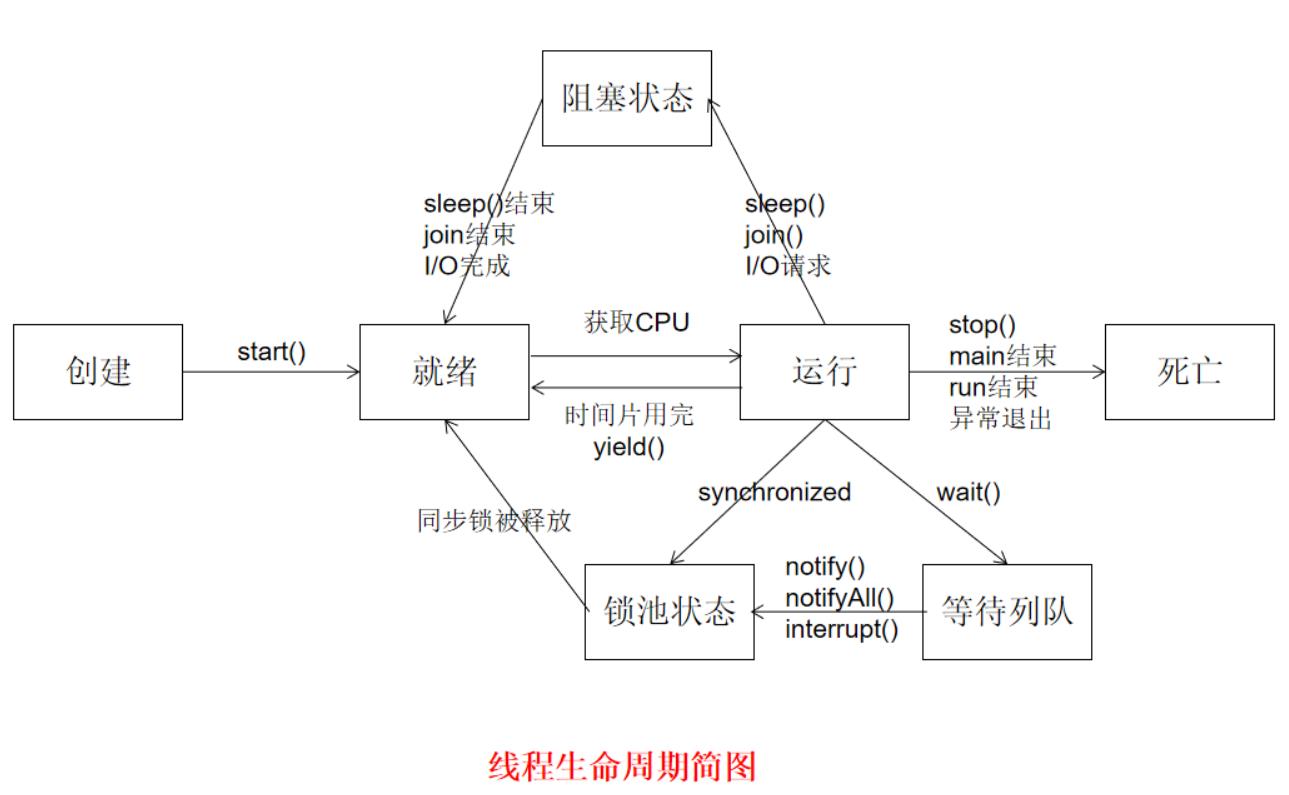 阻塞状态
sleep()结束
join结束
I/O完成
sleep()
join()
I/O请求
创建
start()
就绪
获取CPU
时间片用完
yield()
运行
stop()
main结束
run结束
异常退出
死亡
synchronized
wait()
同步锁被释放
锁池状态
notify()
notifyAll()
interrupt()
等待列队
线程生命周期简图